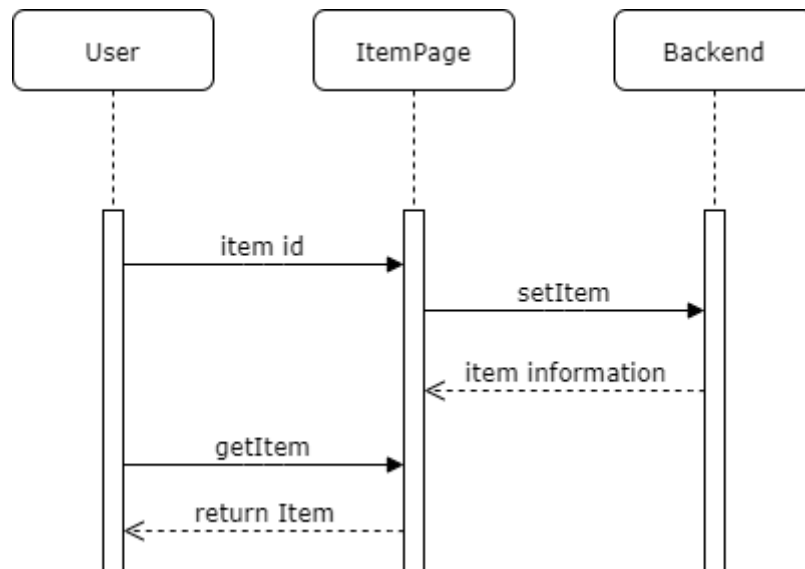 User
ItemPage
Backend
item id
setItem
item information
getItem
return Item